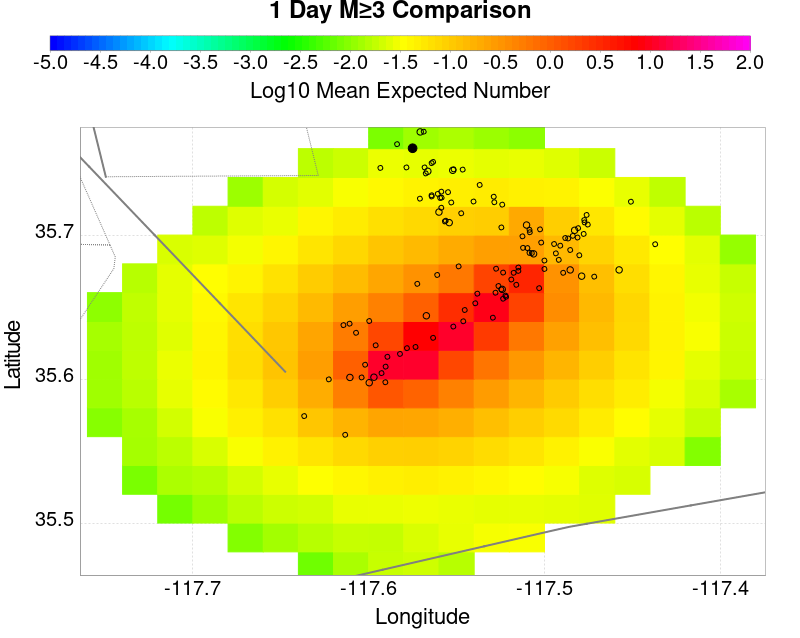 1 Day M≥3 Comparison
-5.0 -4.5 -4.0 -3.5 -3.0 -2.5 -2.0 -1.5 -1.0 -0.5 0.0 0.5 1.0 1.5 2.0
Log10 Mean Expected Number
Latitude
35.7
35.6
35.5
-117.7 -117.6 -117.5 -117.4
Longitude